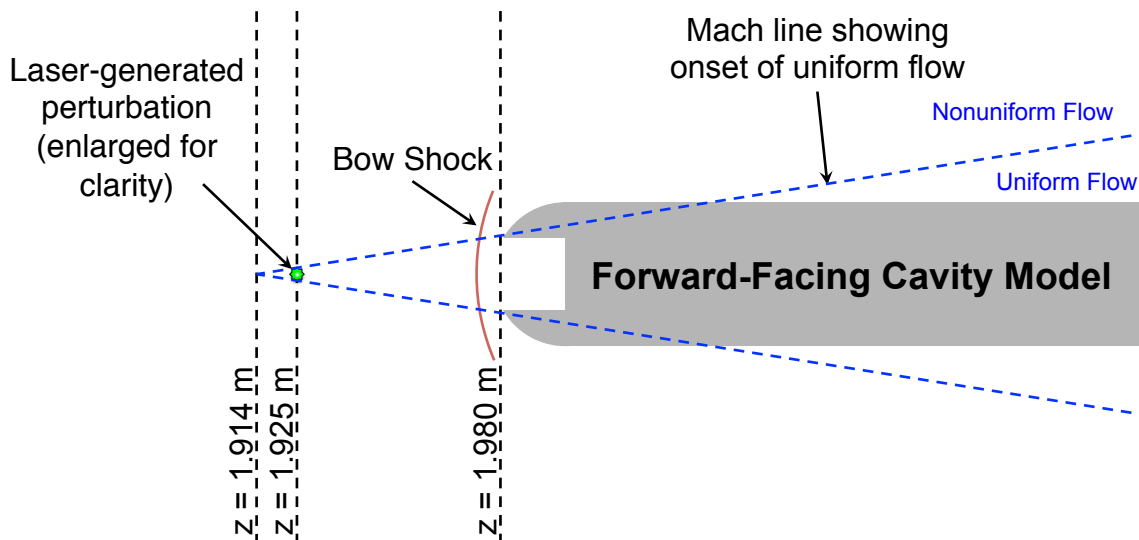 Laser-generated
perturbation
(enlarged for
clarity)
Bow Shock
Mach line showing
onset of uniform flow
Nonuniform Flow
Uniform Flow
Forward-Facing Cavity Model
z = 1.914 m
z = 1.925 m
z = 1.980 m